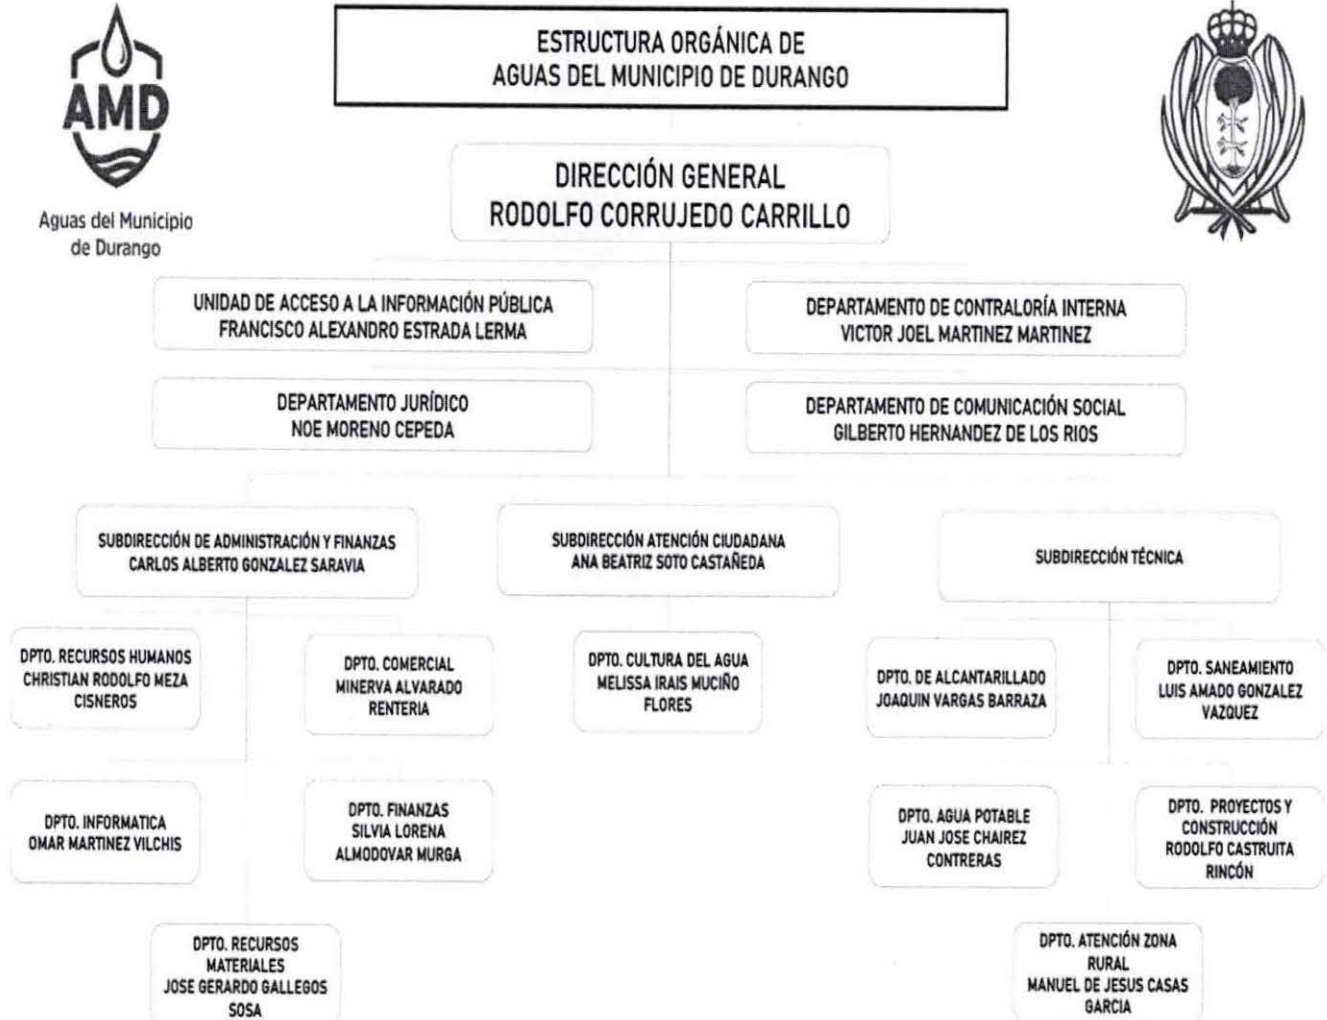 AMD
Aguas del Municipio
de Durango
ESTRUCTURA ORGÁNICA DE
AGUAS DEL MUNICIPIO DE DURANGO
DIRECCIÓN GENERAL
RODOLFO CORRUJEDO CARRILLO
UNIDAD DE ACCESO A LA INFORMACIÓN PÚBLICA
FRANCISCO ALEXANDRO ESTRADA LERMA
DEPARTAMENTO DE CONTRALORÍA INTERNA
VICTOR JOEL MARTINEZ MARTINEZ
DEPARTAMENTO JURÍDICO
NOE MORENO CEPEDA
DEPARTAMENTO DE COMUNICACIÓN SOCIAL
GILBERTO HERNANDEZ DE LOS RIOS
SUBDIRECCIÓN DE ADMINISTRACIÓN Y FINANZAS
CARLOS ALBERTO GONZALEZ SARAVIA
SUBDIRECCIÓN ATENCIÓN CIUDADANA
ANA BEATRIZ SOTO CASTAÑEDA
SUBDIRECCIÓN TÉCNICA
DPTO. RECURSOS HUMANOS
CHRISTIAN RODOLFO MEZA
CISNEROS
DPTO. COMERCIAL
MINERVA ALVARADO
RENTERIA
DPTO. CULTURA DEL AGUA
MELISSA IRAIS MUCIÑO
FLORES
DPTO. DE ALCANTARILLADO
JOAQUIN VARGAS BARRAZA
DPTO. SANEAMIENTO
LUIS AMADO GONZALEZ
VAZQUEZ
DPTO. INFORMATICA
OMAR MARTINEZ VILCHIS
DPTO. FINANZAS
SILVIA LORENA
ALMODOVAR MURGA
DPTO. AGUA POTABLE
JUAN JOSE CHAIREZ
CONTRERAS
DPTO. PROYECTOS Y
CONSTRUCCIÓN
RODOLFO CASTRUITA
RINCÓN
DPTO. RECURSOS
MATERIALES
JOSE GERARDO GALLEGOS
SOSA
DPTO. ATENCIÓN ZONA
RURAL
MANUEL DE JESUS CASAS
GARCIA